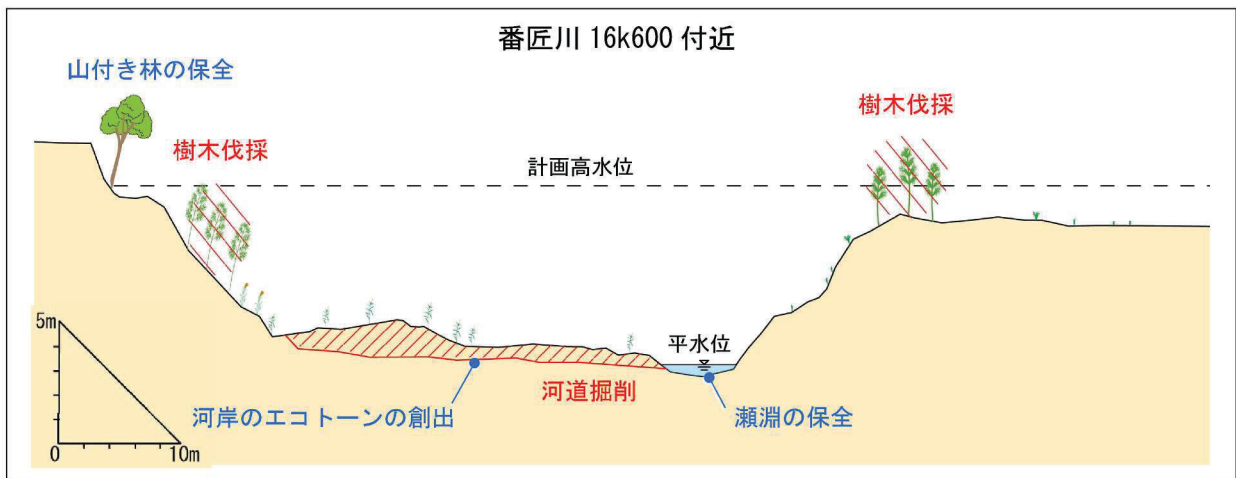 番匠川 16k600 付近
山付き林の保全
樹木伐採
樹木伐採
計画高水位
5m
平水位
河道掘削
河岸のエコトーンの創出
瀬淵の保全
0
10m